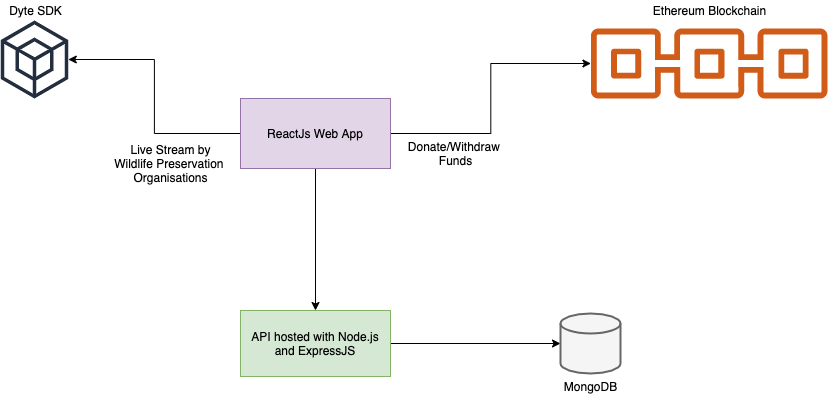 Dyte SDK
Ethereum Blockchain
ReactJs Web App
Live Stream by
Wildlife Preservation
Organisations
Donate/Withdraw
Funds
API hosted with Node.js
and ExpressJS
MongoDB